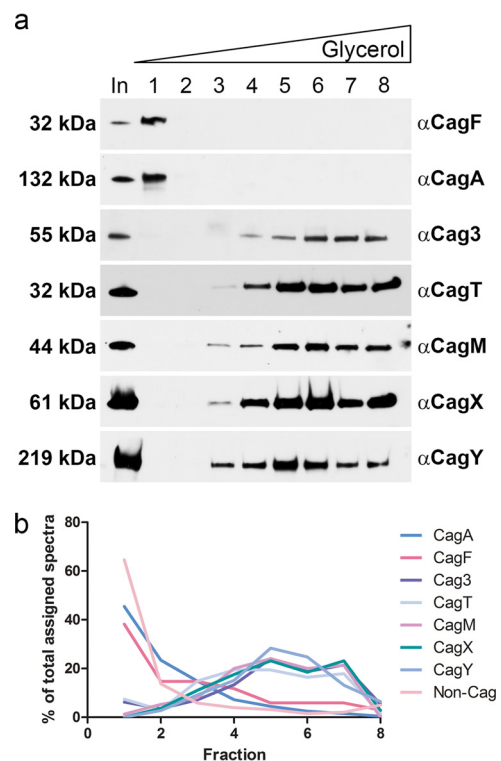 a
Glycerol
In 1 2 3 4 5 6 7 8
32 kDa αCagF
132 kDa αCagA
55 kDa αCag3
32 kDa αCagT
44 kDa αCagM
61 kDa αCagX
219 kDa αCagY
b
% of total assigned spectra
80
60
40
20
0
0 2 4 6 8
Fraction
CagA
CagF
Cag3
CagT
CagM
CagX
CagY
Non-Cag